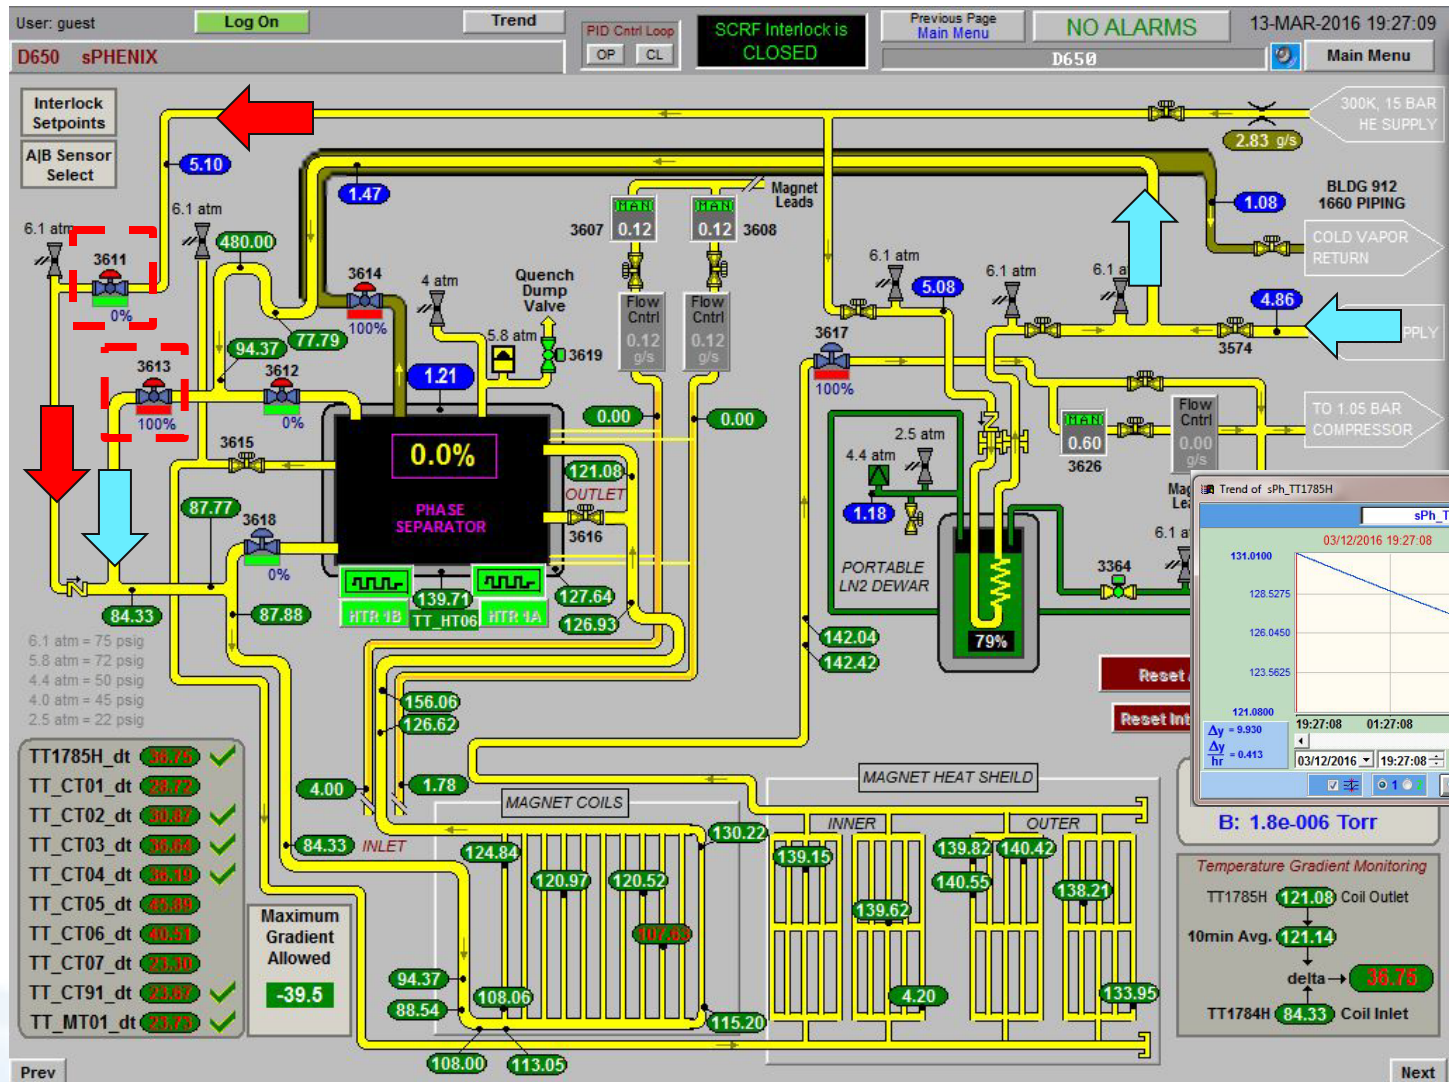 User: guest
Log On
Trend
PID Cntrl Loop
OP CL
SCRF Interlock is
CLOSED
Previous Page
Main Menu
NO ALARMS
13-MAR-2016 19:27:09
D650 sPHENIX
D650
Main Menu
Interlock
Setpoints
A|B Sensor
Select
300K, 15 BAR
HE SUPPLY
2.83 g/s
5.10
1.47
Magnet
Leads
BLDG 912
1660 PIPING
1.08
COLD VAPOR
RETURN
6.1 atm
6.1 atm
3607
MAN
0.12
MAN
0.12
3608
480.00
3611
0%
3614
100%
4 atm
Quench
Dump
Valve
Flow
Cntrl
0.12
g/s
Flow
Cntrl
0.12
g/s
6.1 atm
5.08
6.1 atm
6.1
4.86
PPLY
3574
77.79
94.37
5.8 atm
3619
3617
100%
3613
100%
3612
0%
1.21
0.00
0.00
MAN
0.60
3626
Flow
Cntrl
0.00
g/s
TO 1.05 BAR
COMPRESSOR
3615
0.0%
PHASE
SEPARATOR
121.08
OUTLET
3616
2.5 atm
4.4 atm
1.18
87.77
3618
0%
PORTABLE
LN2 DEWAR
79%
3364
6.1
84.33
87.88
HTR 1B
139.71
TT_HT06
HTR 1A
127.64
126.93
6.1 atm = 75 psig
5.8 atm = 72 psig
4.4 atm = 50 psig
4.0 atm = 45 psig
2.5 atm = 22 psig
142.04
142.42
Reset
Reset Int
Trend of sPh_TT1785H
sPh_T
03/12/2016 19:27:08
131.0100
128.5275
126.0450
123.5625
121.0800
19:27:08 01:27:08
Δy = 9.930
Δy
hr = 0.413
03/12/2016 19:27:08
1
156.06
126.62
4.00
1.78
TT1785H_dt 36.75
TT_CT01_dt 28.72
TT_CT02_dt 30.87
TT_CT03_dt 36.64
TT_CT04_dt 36.19
TT_CT05_dt 45.89
TT_CT06_dt 40.51
TT_CT07_dt 23.30
TT_CT91_dt 23.67
TT_MT01_dt 23.73
Maximum
Gradient
Allowed
-39.5
84.33 INLET
MAGNET COILS
124.84
130.22
120.97
120.52
107.63
94.37
88.54
108.06
115.20
108.00
113.05
MAGNET HEAT SHEILD
INNER
OUTER
139.15
139.82
140.42
140.55
138.21
139.62
4.20
133.95
B: 1.8e-006 Torr
Temperature Gradient Monitoring
TT1785H 121.08 Coil Outlet
10min Avg. 121.14
delta 36.75
TT1784H 84.33 Coil Inlet
Prev
Next